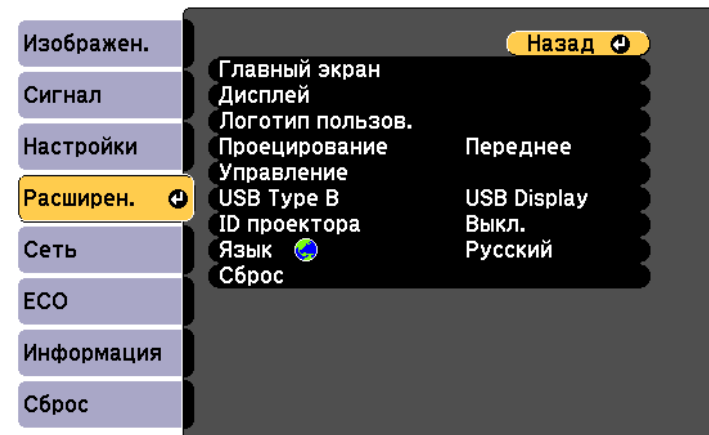 Изображен.
Сигнал
Настройки
Расширен.
Сеть
ECO
Информация
Сброс
Назад
Главный экран
Дисплей
Логотип пользов.
Проецирование Переднее
Управление
USB Type B USB Display
ID проектора Выкл.
Язык Русский
Сброс